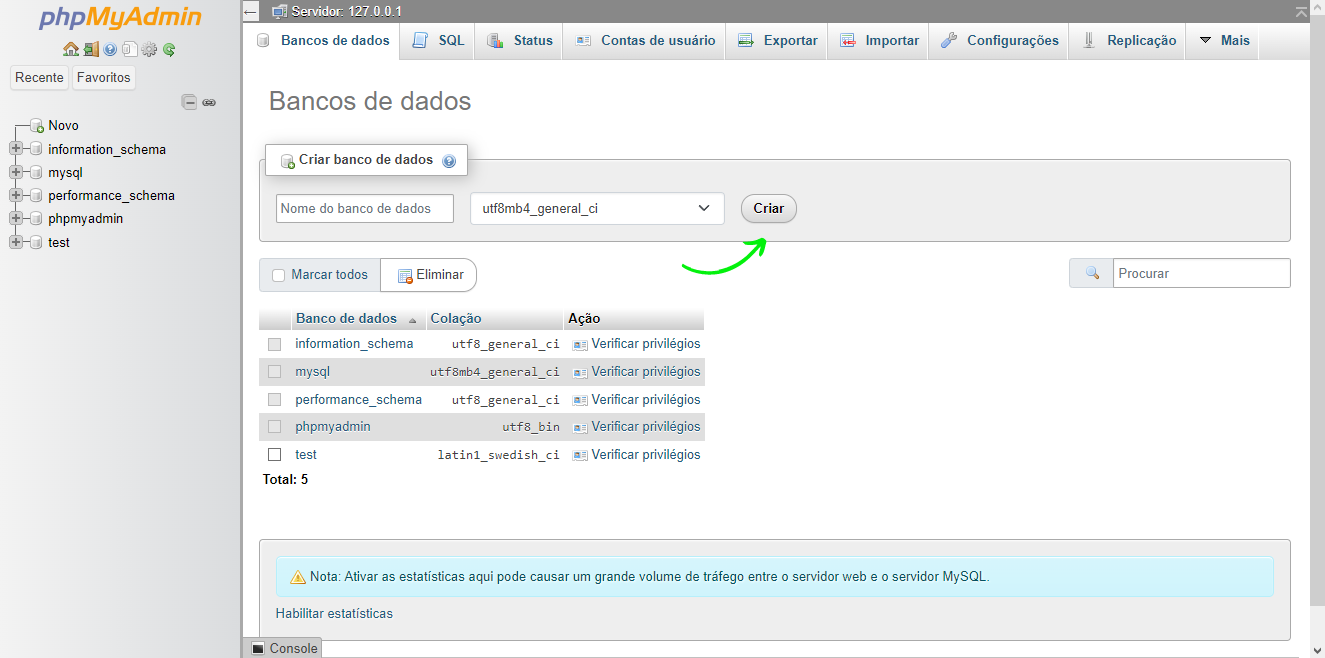 phpMyAdmin
Recente Favoritos
Novo
information_schema
mysql
performance_schema
phpmyadmin
test
Servidor: 127.0.0.1
Bancos de dados SQL Status Contas de usuário Exportar Importar Configurações Replicação Mais
Bancos de dados
Criar banco de dados
Nome do banco de dados utf8mb4_general_ci Criar
Marcar todos Eliminar Procurar
Banco de dados Colação Ação
information_schema utf8_general_ci Verificar privilégios
mysql utf8mb4_general_ci Verificar privilégios
performance_schema utf8_general_ci Verificar privilégios
phpmyadmin utf8_bin Verificar privilégios
test latin1_swedish_ci Verificar privilégios
Total: 5
Nota: Ativar as estatísticas aqui pode causar um grande volume de tráfego entre o servidor web e o servidor MySQL.
Habilitar estatísticas
Console